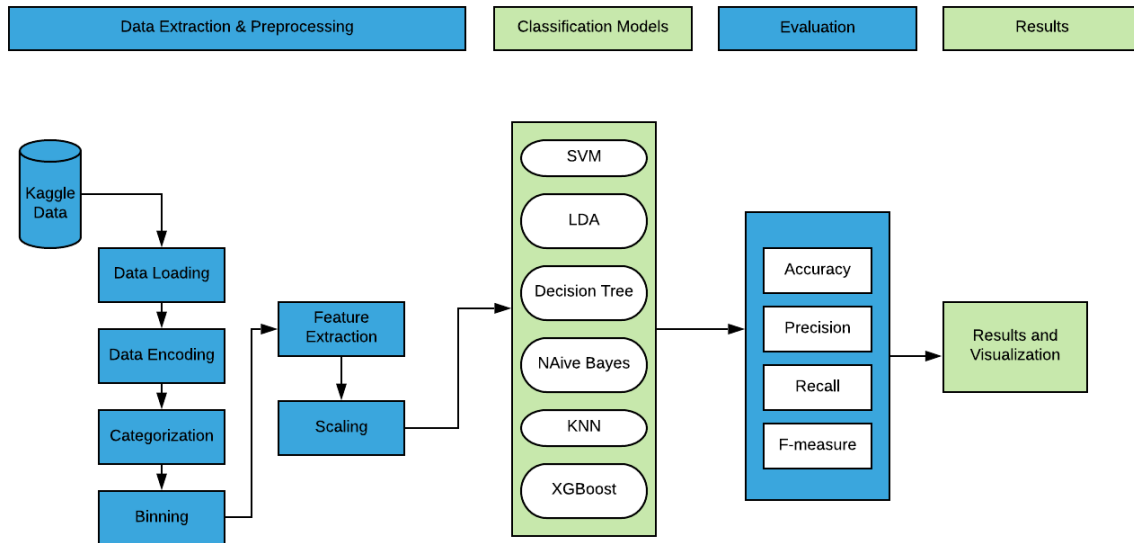 Data Extraction & Preprocessing
Classification Models
Evaluation
Results
Kaggle
Data
Data Loading
Data Encoding
Categorization
Binning
Feature
Extraction
Scaling
SVM
LDA
Decision Tree
NAive Bayes
KNN
XGBoost
Accuracy
Precision
Recall
F-measure
Results and
Visualization